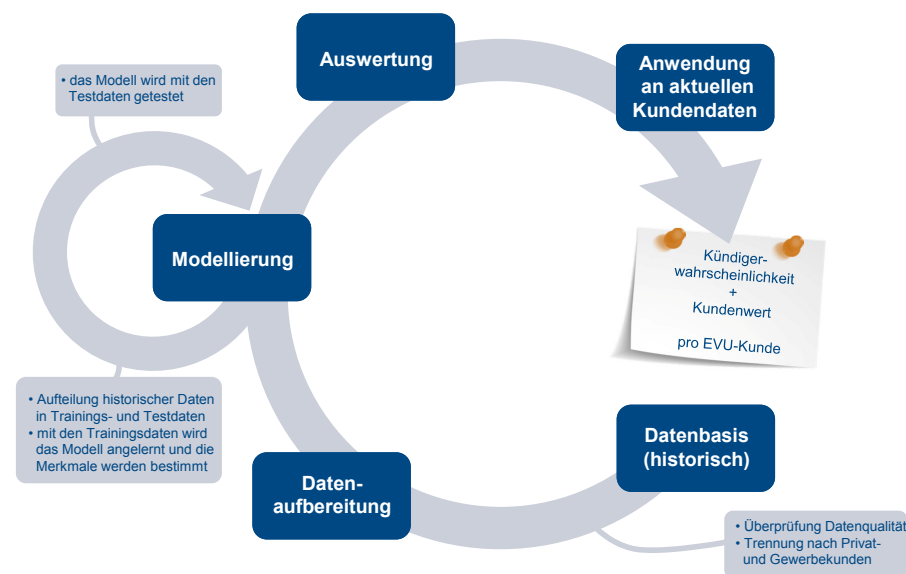 Auswertung
Anwendung
an aktuellen
Kundendaten
• das Modell wird mit den
Testdaten getestet
Modellierung
Kündiger-
wahrscheinlichkeit
+
Kundenwert
pro EVU-Kunde
• Aufteilung historischer Daten
in Trainings- und Testdaten
• mit den Trainingsdaten wird
das Modell angelernt und die
Merkmale werden bestimmt
Datenbasis
(historisch)
Daten-
aufbereitung
• Überprüfung Datenqualität
• Trennung nach Privat-
und Gewerbekunden